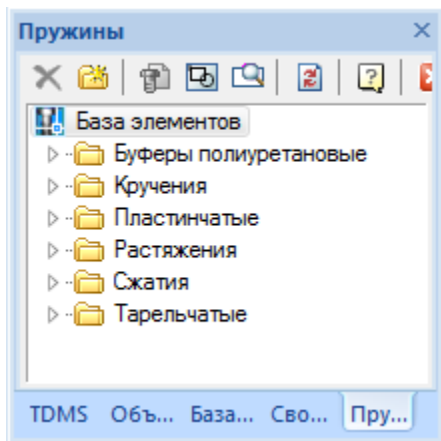 Пружины
База элементов
Буферы полиуретановые
Кручения
Пластинчатые
Растяжения
Сжатия
Тарельчатые
TDMS Объ... База... Сво... Пру...